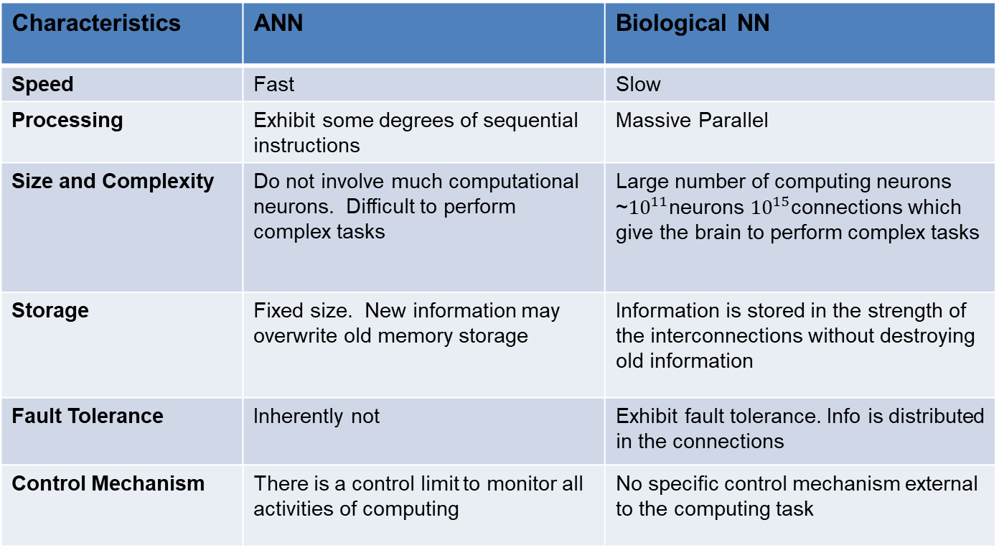 Characteristics ANN Biological NN
Speed Fast Slow
Processing Exhibit some degrees of sequential Massive Parallel
instructions
Size and Complexity Do not involve much computational Large number of computing neurons
neurons.  Difficult to perform ~10¹¹ neurons 10¹⁵ connections which
complex tasks give the brain to perform complex tasks
Storage Fixed size.  New information may Information is stored in the strength of
overwrite old memory storage the interconnections without destroying
old information
Fault Tolerance Inherently not Exhibit fault tolerance. Info is distributed
in the connections
Control Mechanism There is a control limit to monitor all No specific control mechanism external
activities of computing to the computing task